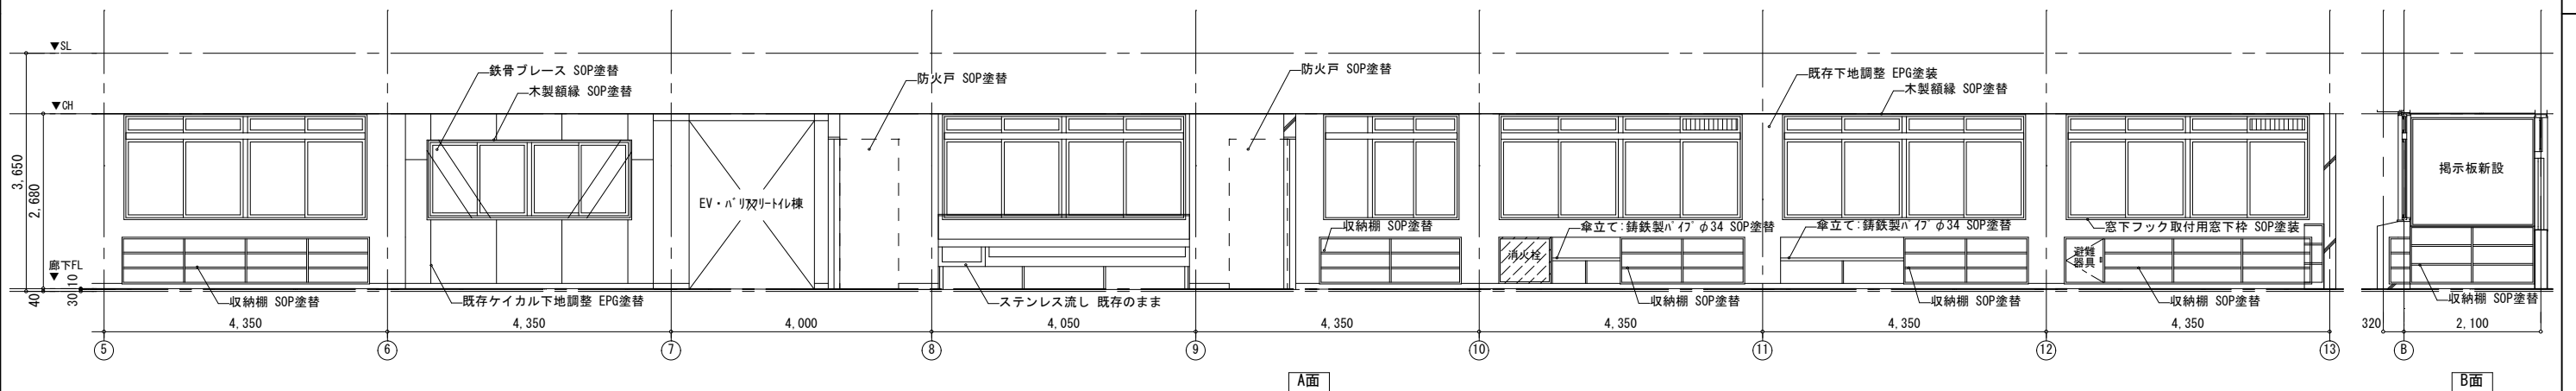 ▼SL
鉄骨ブレース SOP塗替
木製額縁 SOP塗替
防火戸 SOP塗替
防火戸 SOP塗替
既存下地調整 EPG塗装
木製額縁 SOP塗替
▼CH
3,650
2,680
EV・ﾊﾞﾘｱﾌﾘｰﾄｲﾚ棟
掲示板新設
収納棚 SOP塗替
傘立て:鋳鉄製ﾊﾟｲﾌﾟφ34 SOP塗替
傘立て:鋳鉄製ﾊﾟｲﾌﾟφ34 SOP塗替
窓下フック取付用窓下枠 SOP塗装
消火栓
避難
器具
廊下FL
▼
10
30
40
収納棚 SOP塗替
既存ケイカル下地調整 EPG塗替
ステンレス流し 既存のまま
収納棚 SOP塗替
収納棚 SOP塗替
収納棚 SOP塗替
収納棚 SOP塗替
4,350
4,350
4,000
4,050
4,350
4,350
4,350
4,350
320
2,100
5
6
7
8
9
10
11
12
13
B
A面
B面